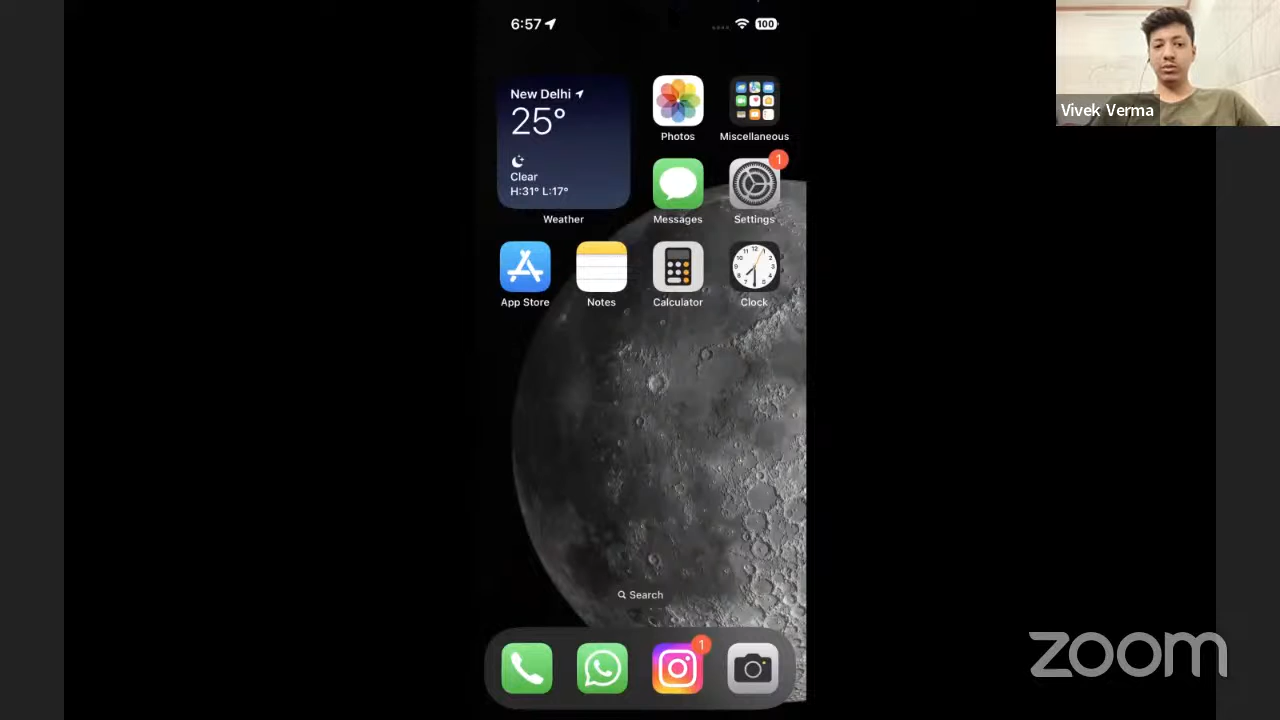 6:57
100
Vivek Verma
New Delhi
25°
Clear
H:31° L:17°
Weather
Photos
Miscellaneous
Messages
1
Settings
App Store
Notes
Calculator
Clock
Search
1
zoom